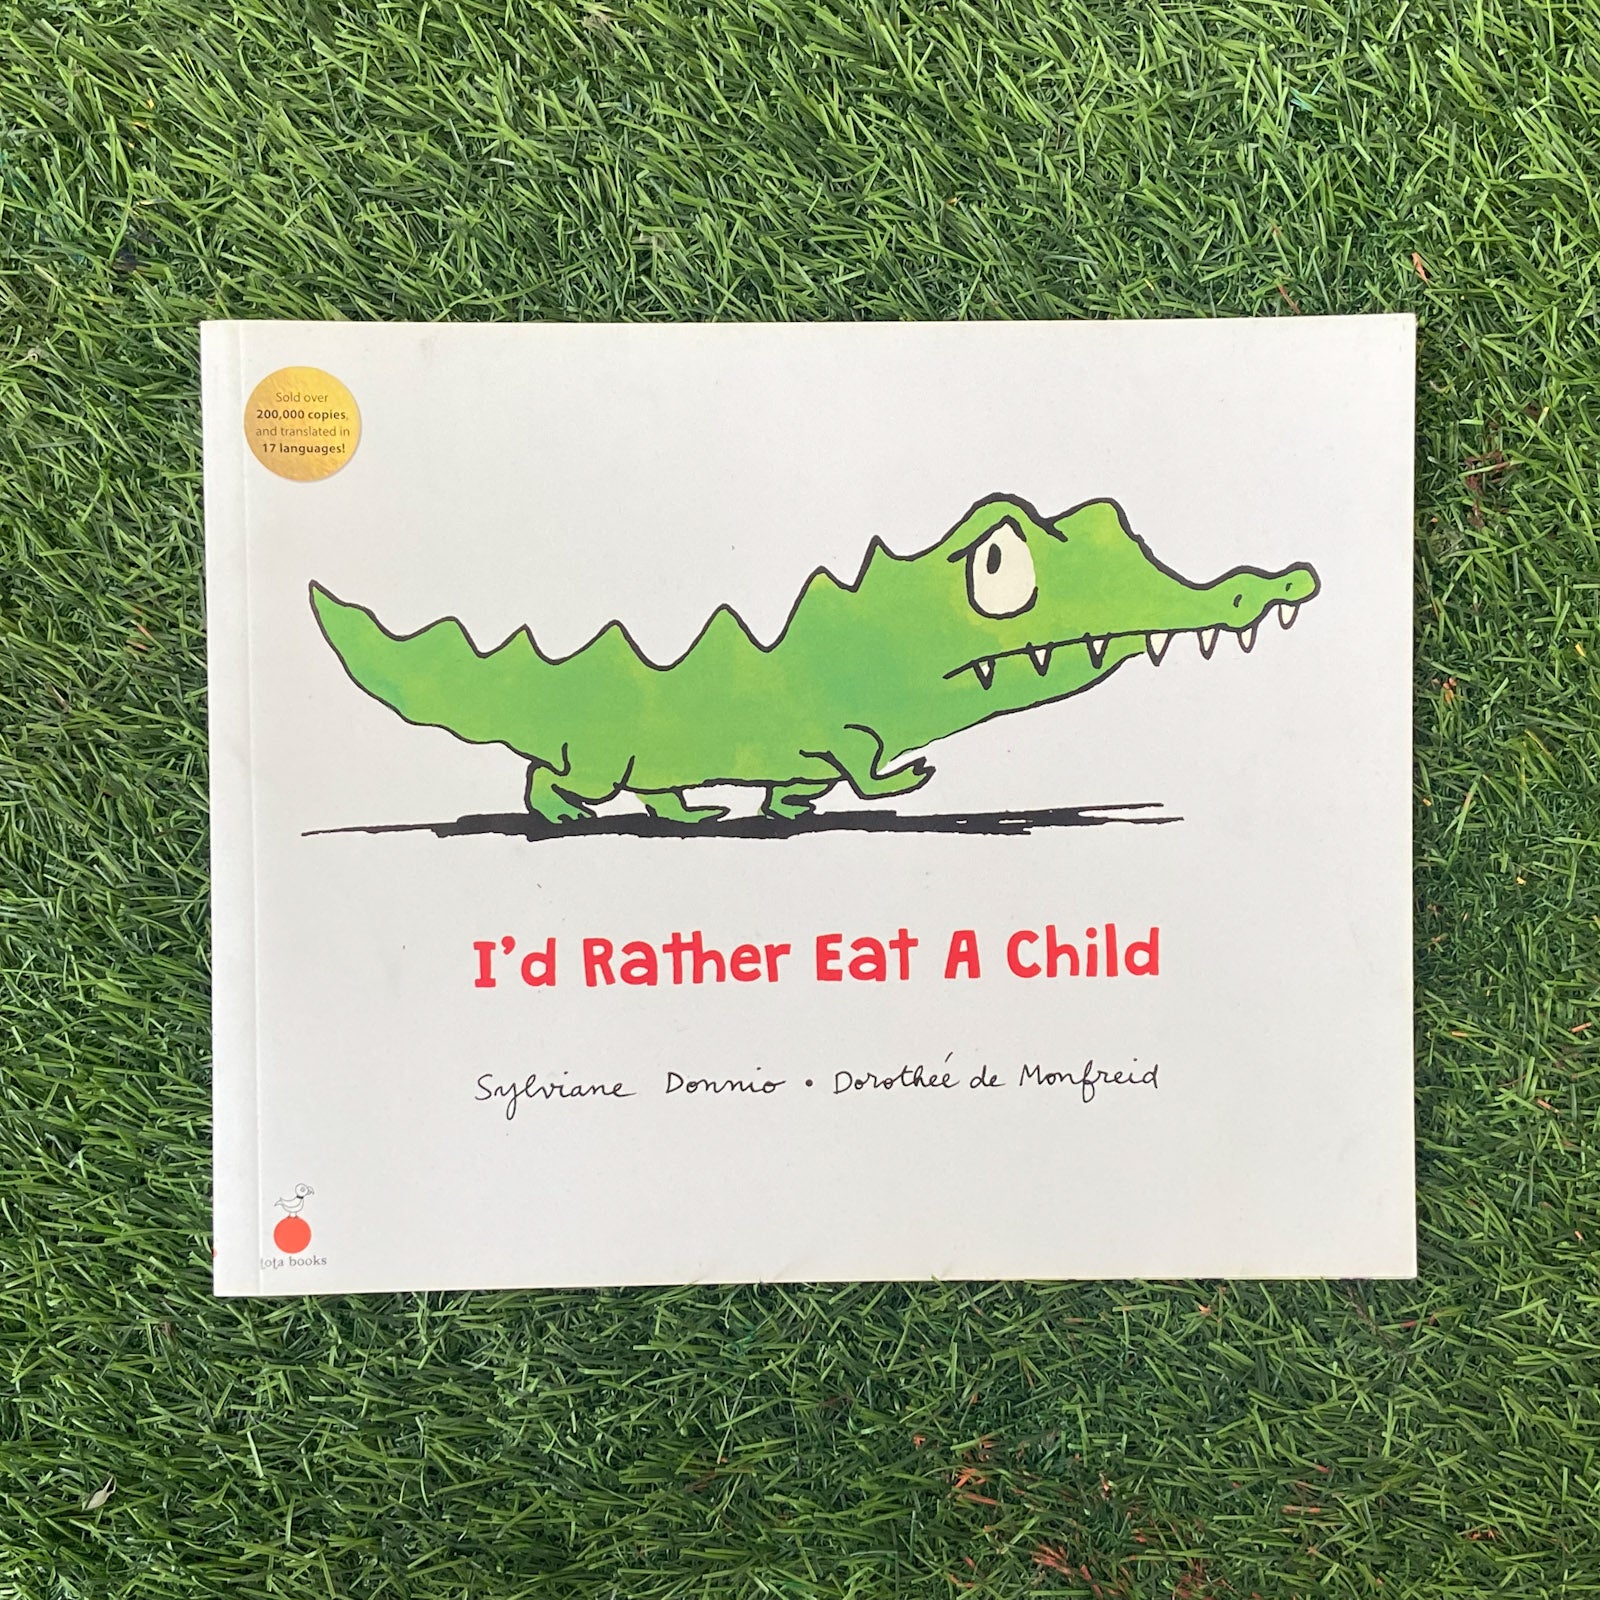 Sold over
200,000 copies,
and translated in
17 languages!
I'd Rather Eat A Child
Sylviane Donnio • Dorothéé de Monfreid
tota books